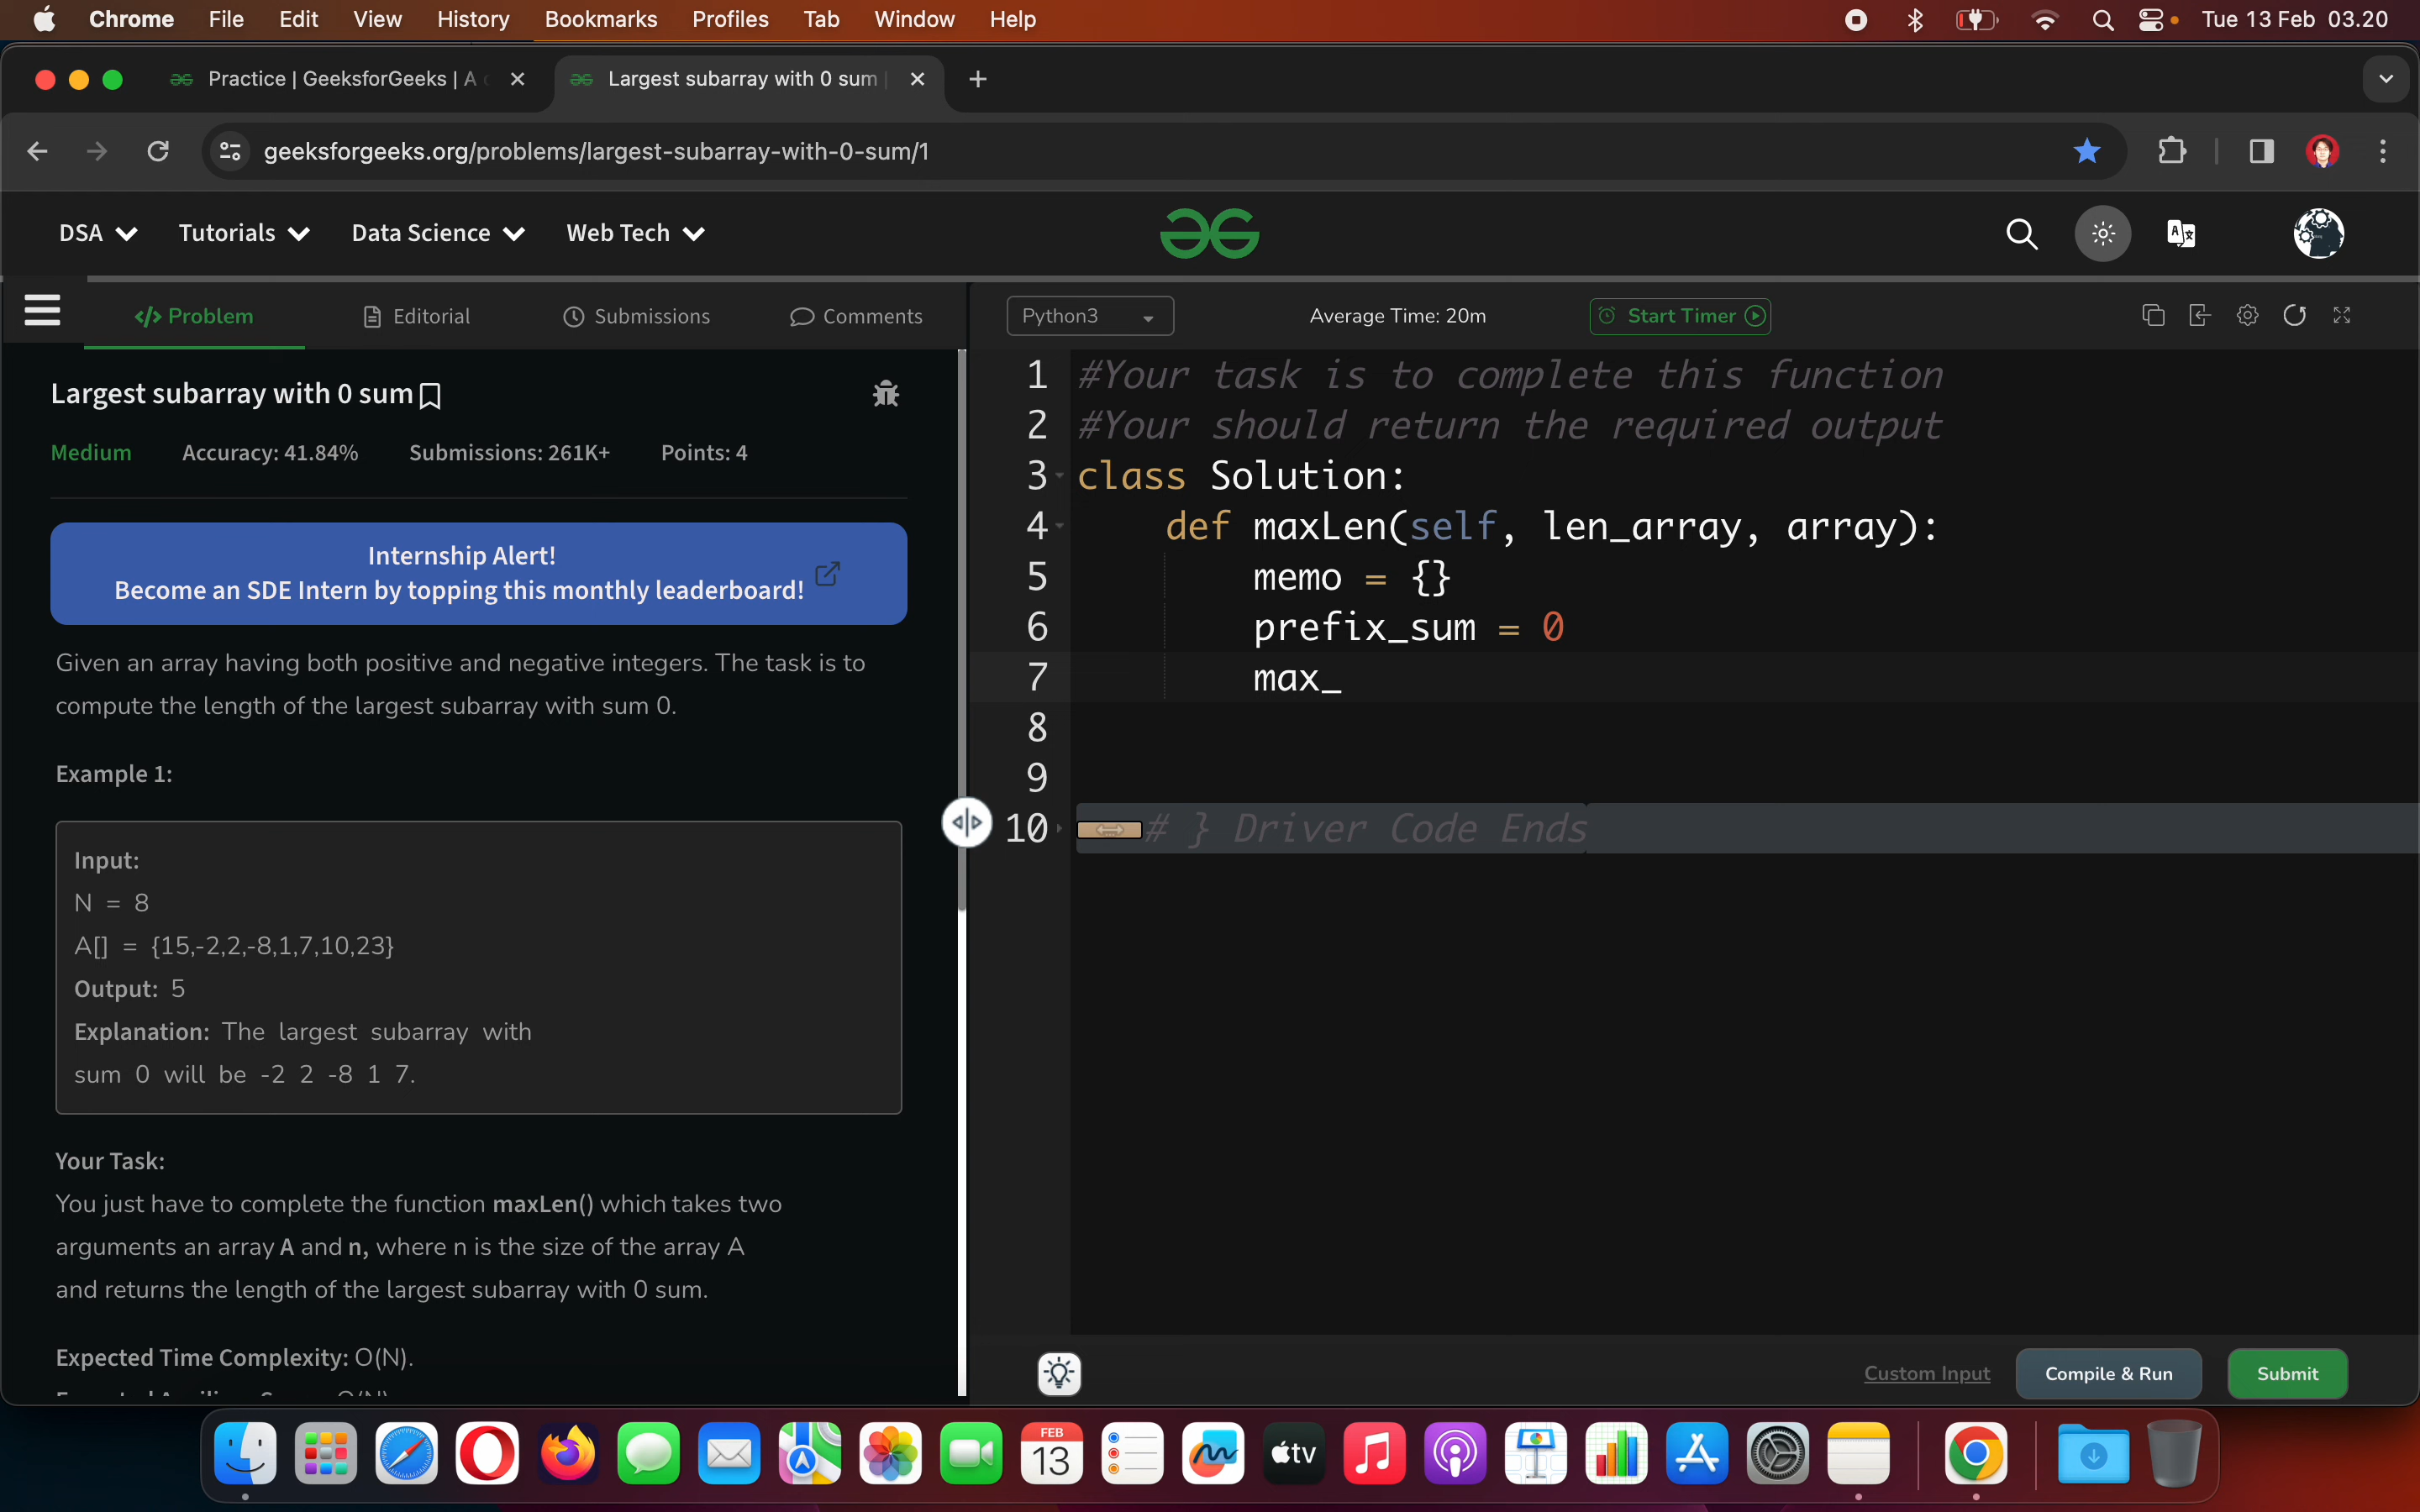 Chrome File Edit View History Bookmarks Profiles Tab Window Help Tue 13 Feb 03.20
Practice | GeeksforGeeks | A Largest subarray with 0 sum
geeksforgeeks.org/problems/largest-subarray-with-0-sum/1
DSA Tutorials Data Science Web Tech
</> Problem Editorial Submissions Comments
Python3 Average Time: 20m Start Timer
Largest subarray with 0 sum
Medium Accuracy: 41.84% Submissions: 261K+ Points: 4
Internship Alert!
Become an SDE Intern by topping this monthly leaderboard!
Given an array having both positive and negative integers. The task is to
compute the length of the largest subarray with sum 0.
Example 1:
Input:
N = 8
A[] = {15,-2,2,-8,1,7,10,23}
Output: 5
Explanation: The largest subarray with
sum 0 will be -2 2 -8 1 7.
Your Task:
You just have to complete the function maxLen() which takes two
arguments an array A and n, where n is the size of the array A
and returns the length of the largest subarray with 0 sum.
Expected Time Complexity: O(N).
1 #Your task is to complete this function
2 #Your should return the required output
3 class Solution:
4 def maxLen(self, len_array, array):
5 memo = {}
6 prefix_sum = 0
7 max_
8
9
10 # } Driver Code Ends
Custom Input Compile & Run Submit
FEB
13
tv